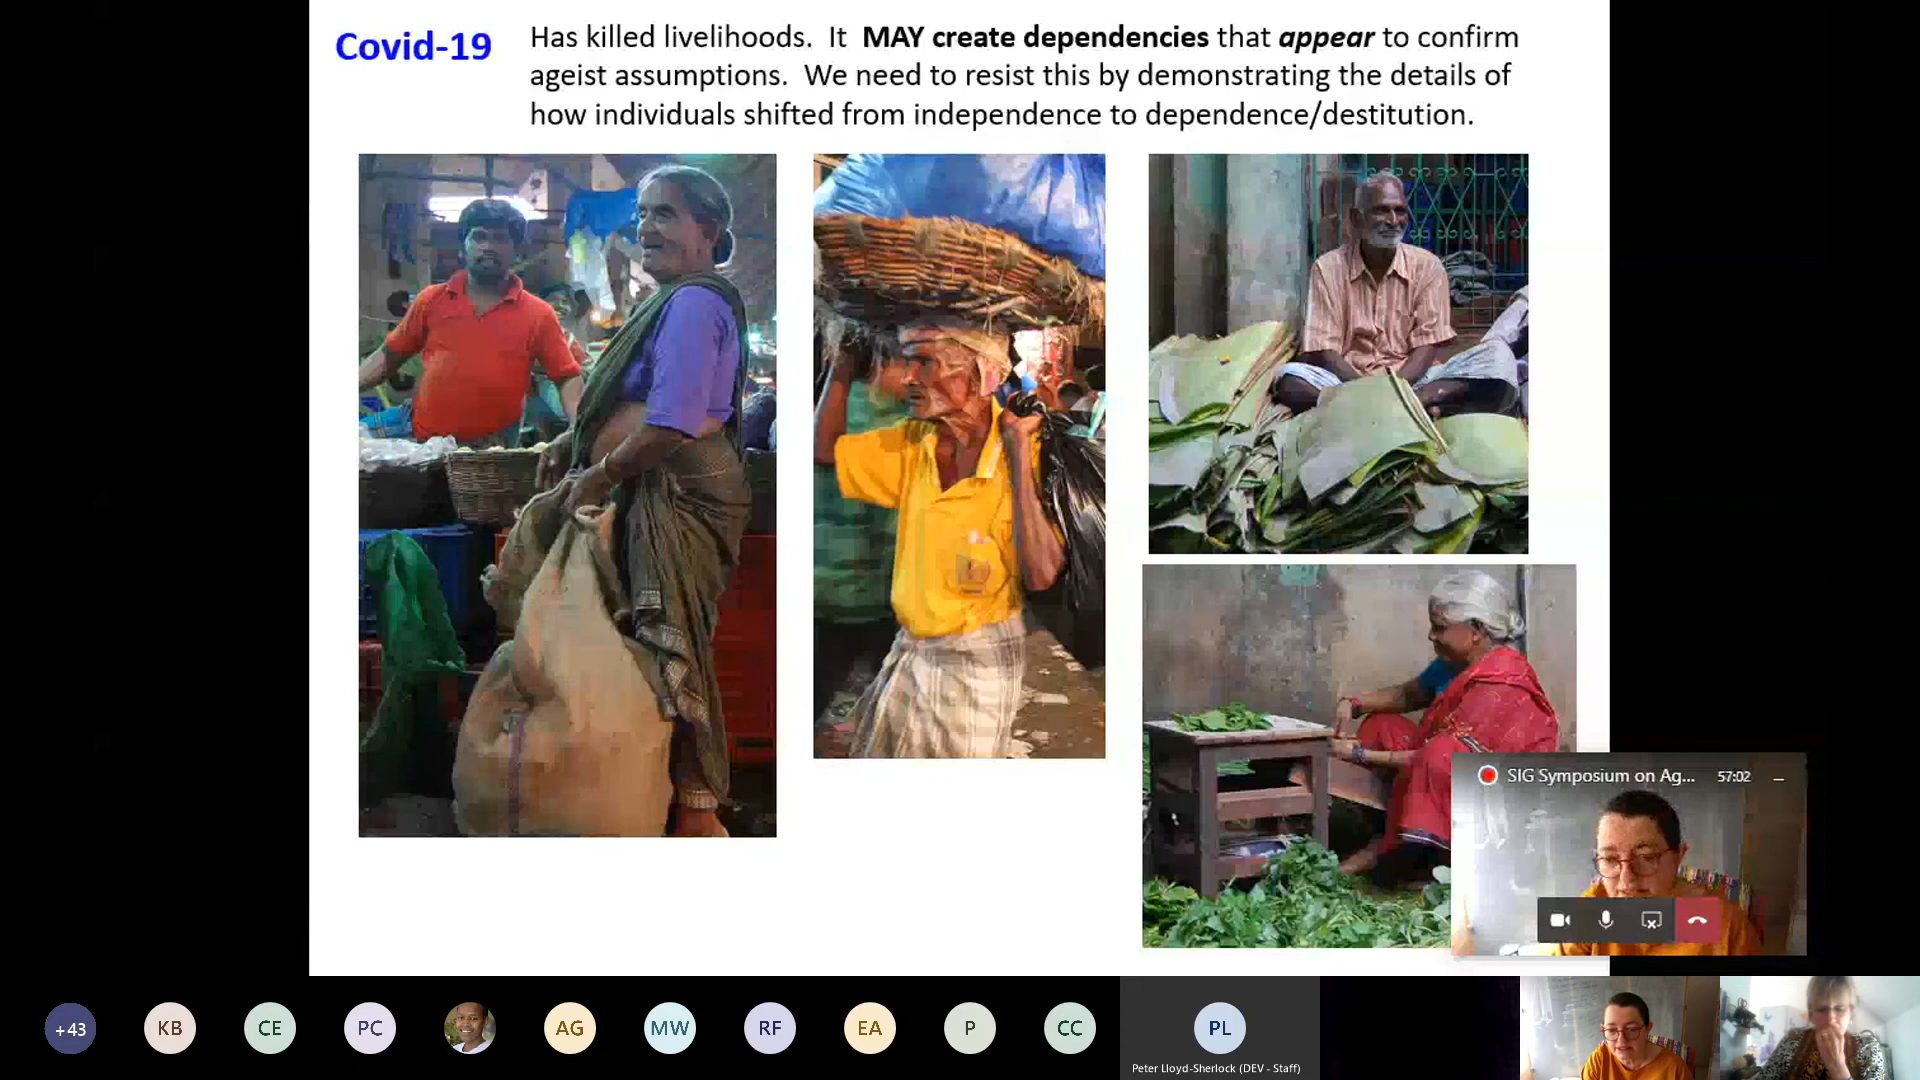 Covid-19
Has killed livelihoods. It MAY create dependencies that appear to confirm
ageist assumptions. We need to resist this by demonstrating the details of
how individuals shifted from independence to dependence/destitution.
SIG Symposium on Ag... 57:02
+43
KB
CE
PC
AG
MW
RF
EA
P
CC
PL
Peter Lloyd-Sherlock (DEV - Staff)